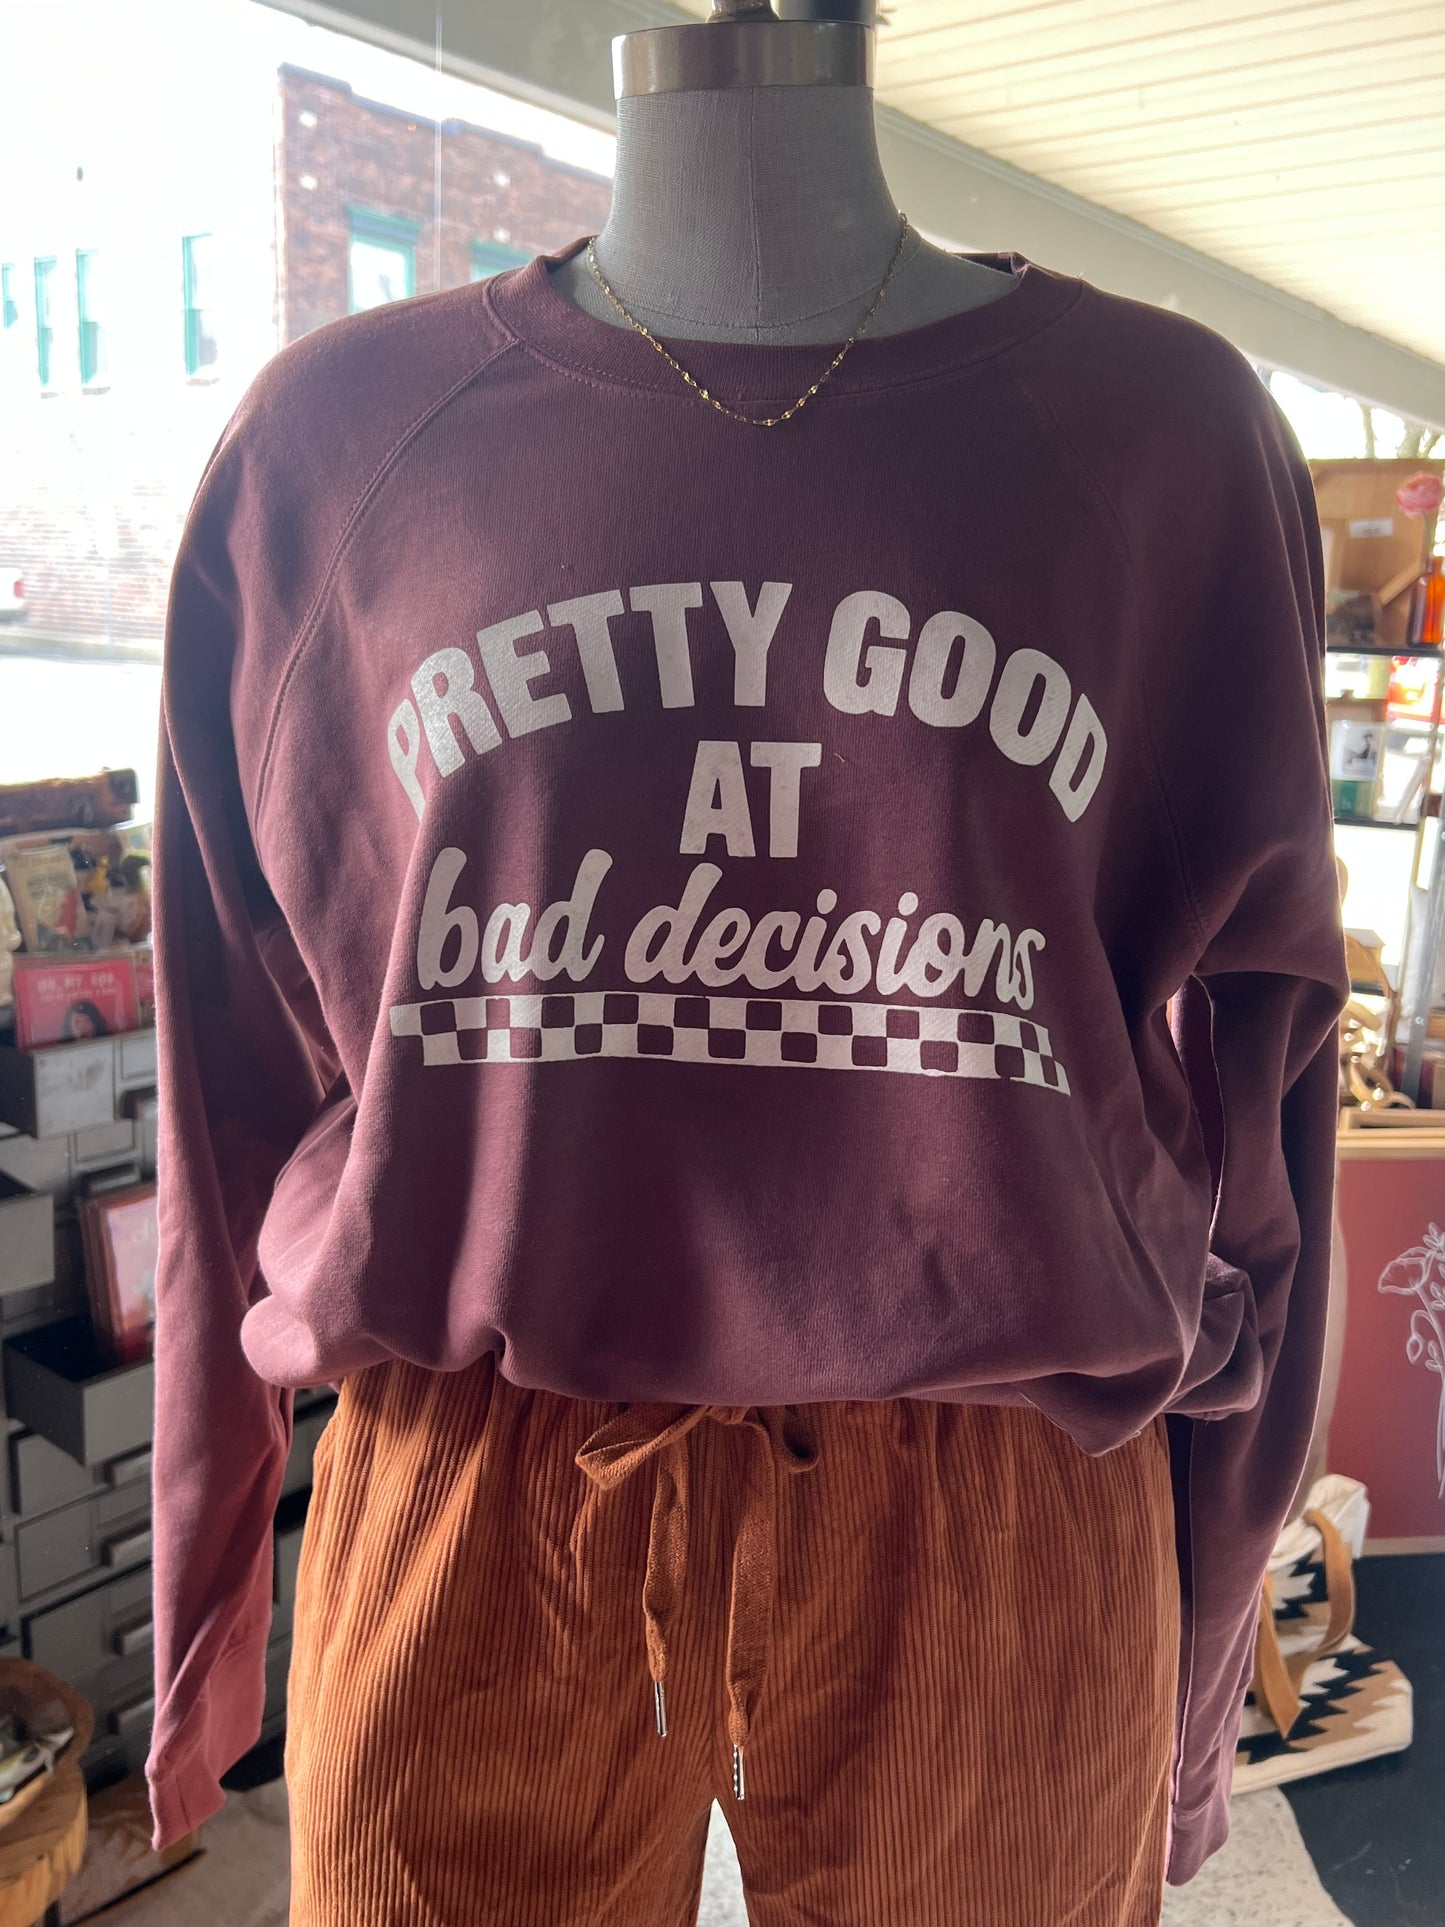 PRETTY GOOD
AT
bad decisions